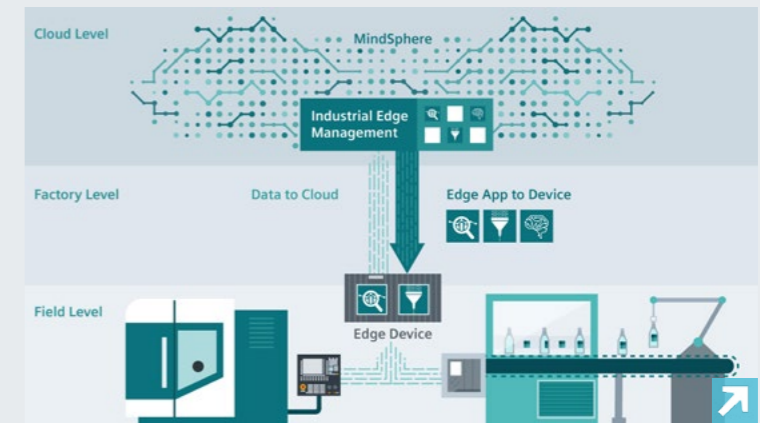 Cloud Level
MindSphere
Industrial Edge
Management
Factory Level
Data to Cloud
Edge App to Device
Field Level
Edge Device